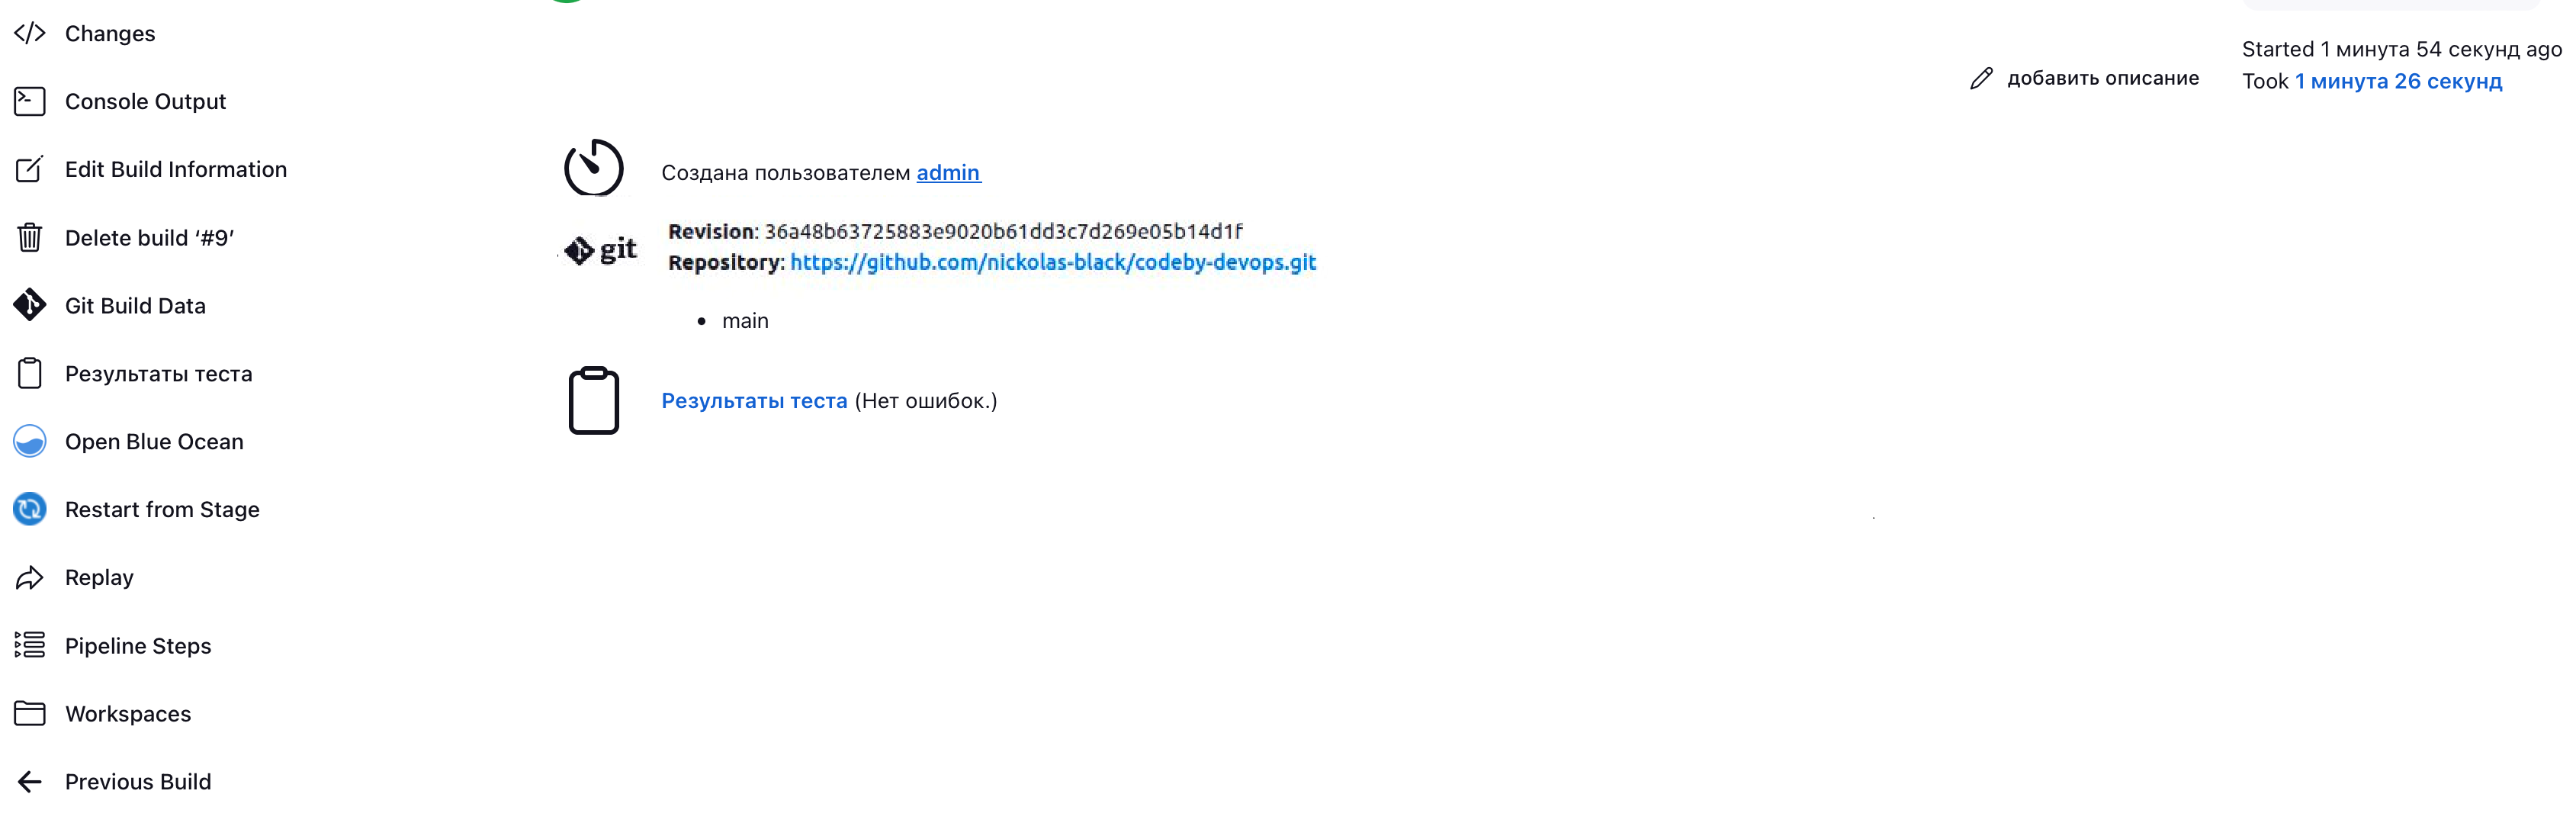 Changes
Console Output
Edit Build Information
Delete build ‘#9’
Git Build Data
Результаты теста
Open Blue Ocean
Restart from Stage
Replay
Pipeline Steps
Workspaces
Previous Build
добавить описание
Started 1 минута 54 секунд ago
Took 1 минута 26 секунд
Создана пользователем admin
git
Revision: 36a48b63725883e9020b61dd3c7d269e05b14d1f
Repository: https://github.com/nickolas-black/codeby-devops.git
• main
Результаты теста (Нет ошибок.)